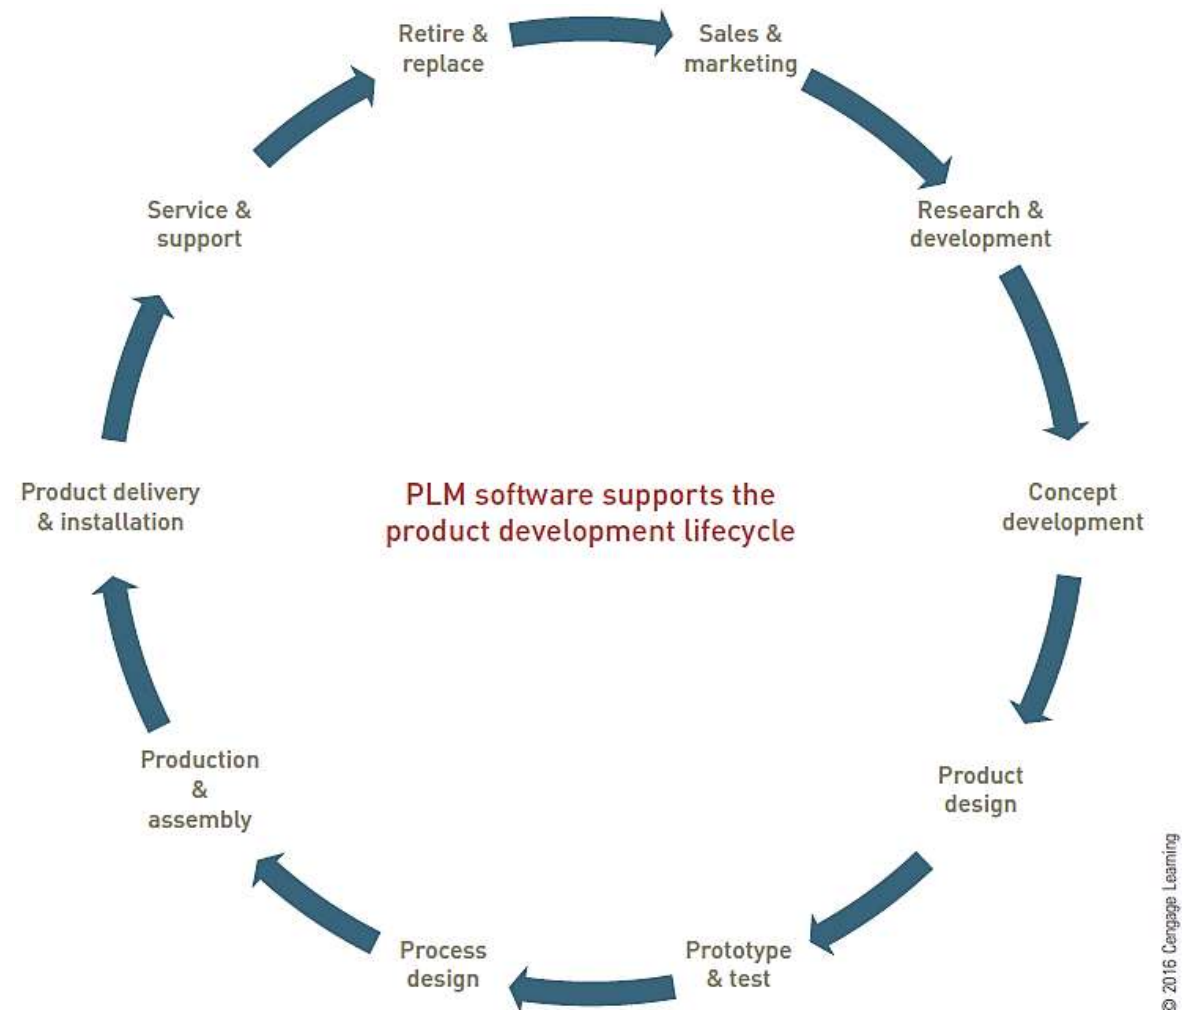 Retire &
replace
Sales &
marketing
Research &
development
Concept
development
Product
design
Prototype
& test
Process
design
Production
&
assembly
Product delivery
& installation
Service &
support
PLM software supports the
product development lifecycle
© 2016 Cengage Learning